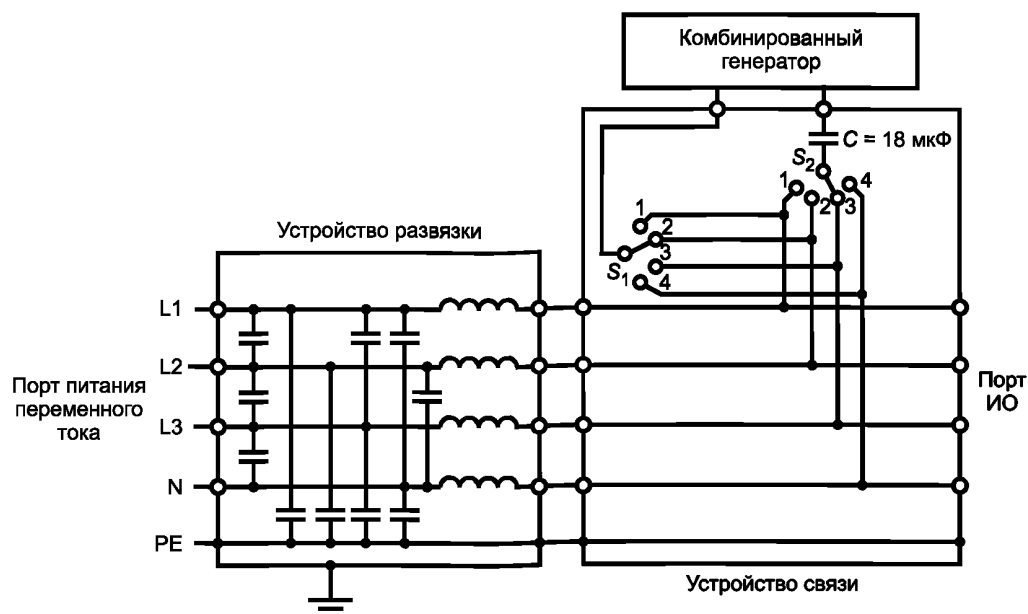 Комбинированный
генератор
C = 18 мкФ
S2
1
4
2
3
1
2
3
4
S1
Устройство развязки
L1
L2
L3
N
PE
Порт питания
переменного
тока
Порт
ИО
Устройство связи